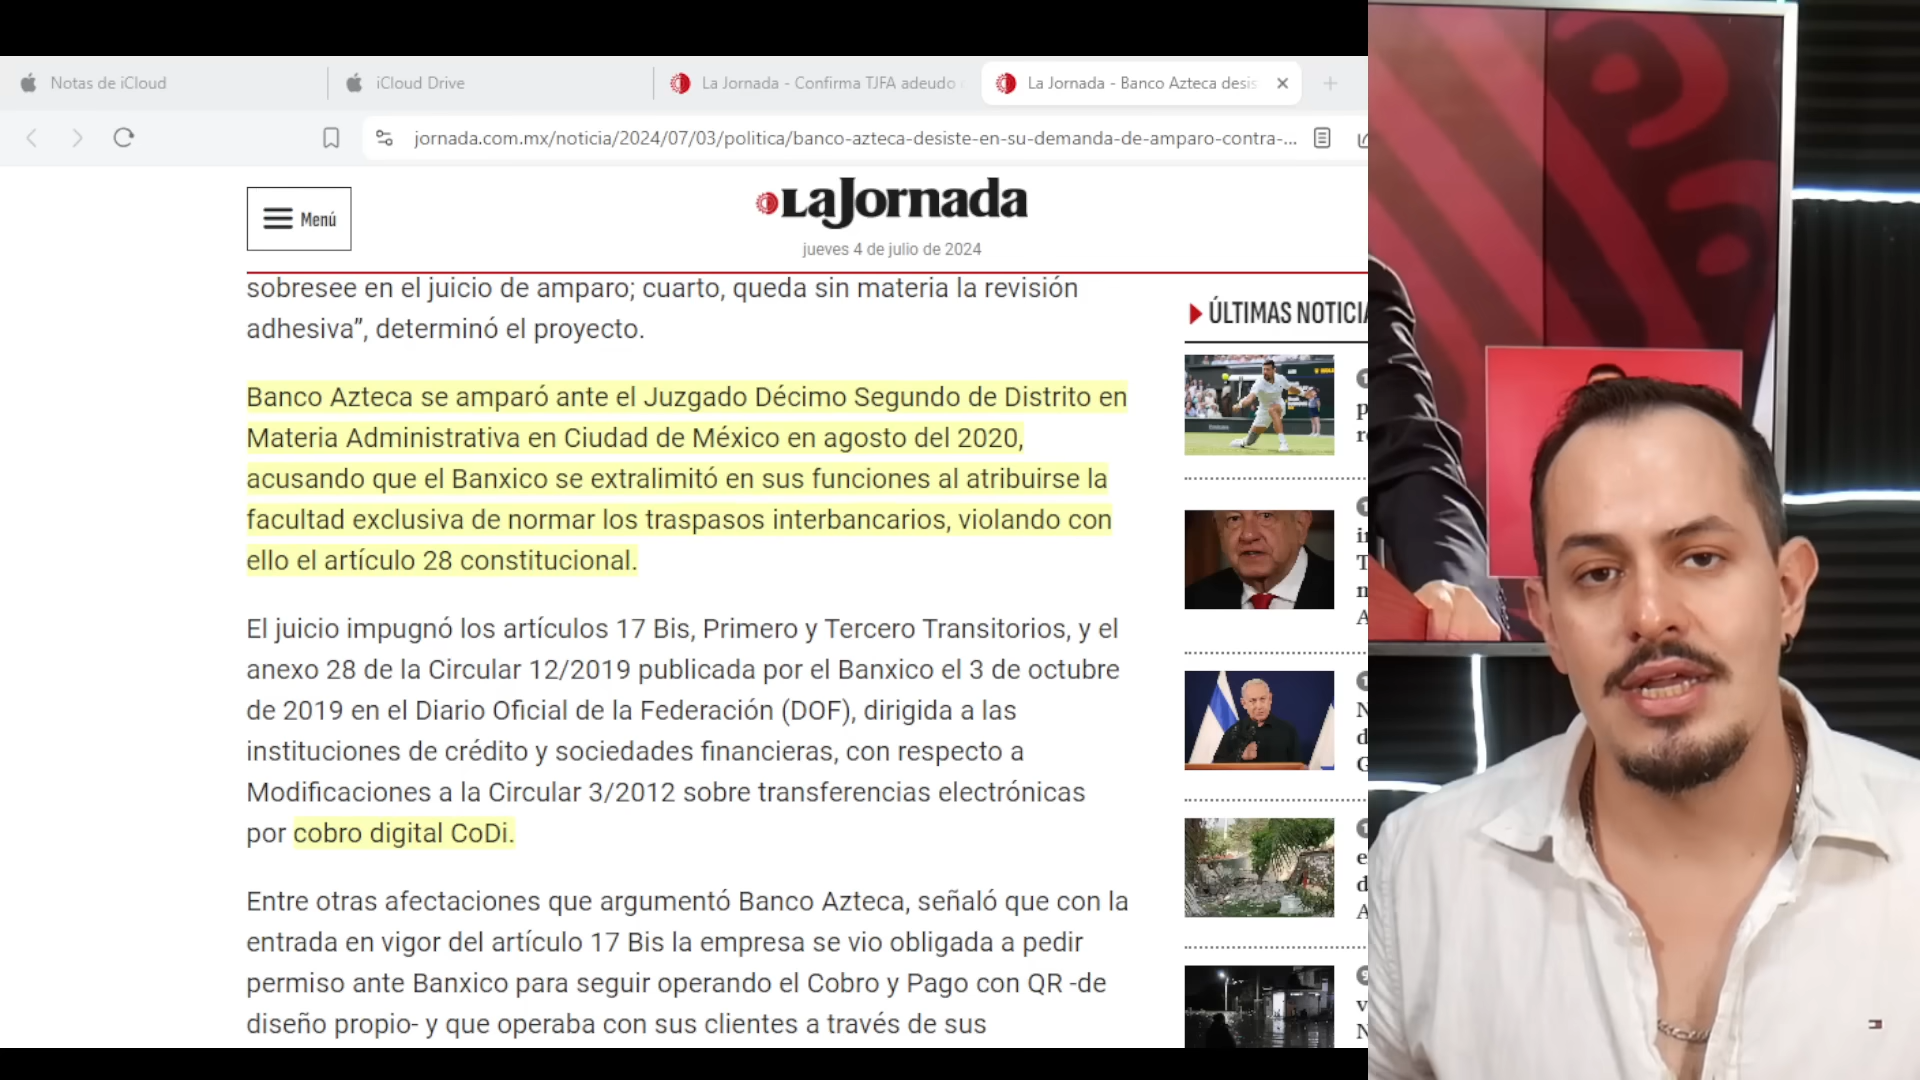 Notas de iCloud
iCloud Drive
La Jornada - Confirma TJFA adeudo
La Jornada - Banco Azteca desis
jornada.com.mx/noticia/2024/07/03/politica/banco-azteca-desiste-en-su-demanda-de-amparo-contra-...
Menú
La Jornada
jueves 4 de julio de 2024
sobresee en el juicio de amparo; cuarto, queda sin materia la revisión
adhesiva”, determinó el proyecto.
Banco Azteca se amparó ante el Juzgado Décimo Segundo de Distrito en
Materia Administrativa en Ciudad de México en agosto del 2020,
acusando que el Banxico se extralimitó en sus funciones al atribuirse la
facultad exclusiva de normar los traspasos interbancarios, violando con
ello el artículo 28 constitucional.
El juicio impugnó los artículos 17 Bis, Primero y Tercero Transitorios, y el
anexo 28 de la Circular 12/2019 publicada por el Banxico el 3 de octubre
de 2019 en el Diario Oficial de la Federación (DOF), dirigida a las
instituciones de crédito y sociedades financieras, con respecto a
Modificaciones a la Circular 3/2012 sobre transferencias electrónicas
por cobro digital CoDi.
Entre otras afectaciones que argumentó Banco Azteca, señaló que con la
entrada en vigor del artículo 17 Bis la empresa se vio obligada a pedir
permiso ante Banxico para seguir operando el Cobro y Pago con QR -de
diseño propio- y que operaba con sus clientes a través de sus
ÚLTIMAS NOTICIA